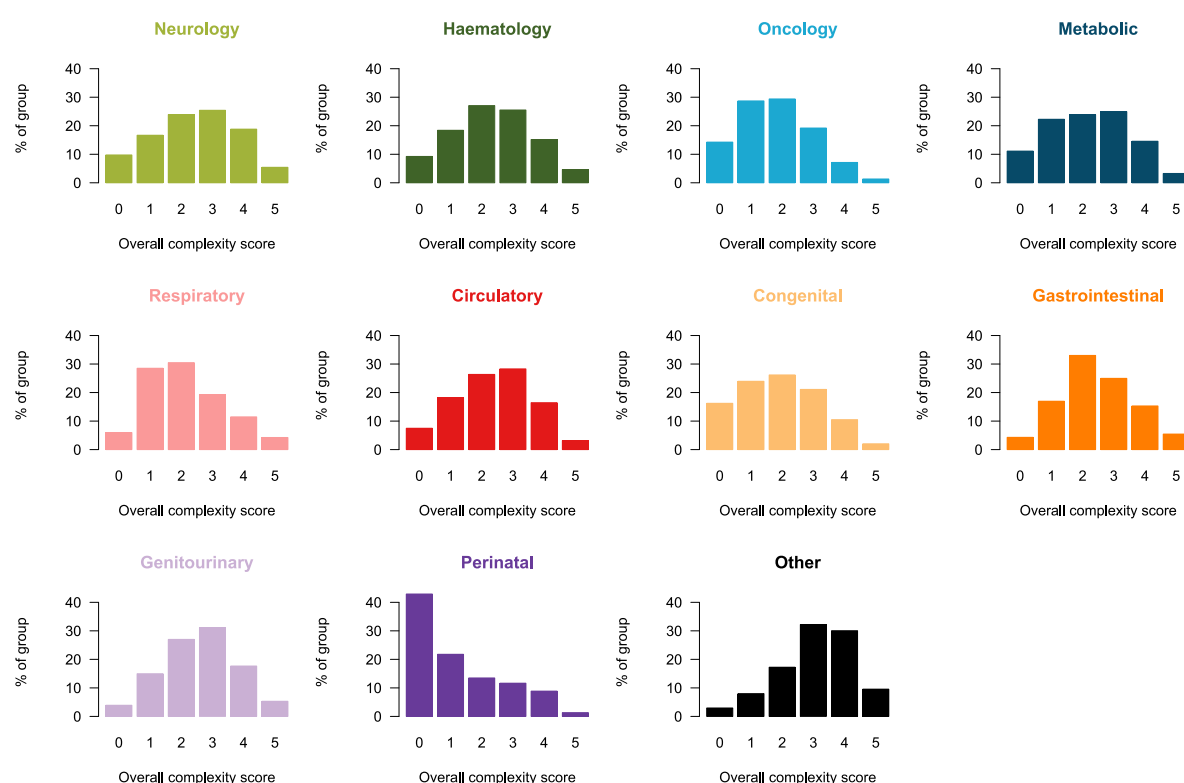 Neurology
% of group
40
30
20
10
0
0 1 2 3 4 5
Overall complexity score
Haematology
% of group
40
30
20
10
0
0 1 2 3 4 5
Overall complexity score
Oncology
% of group
40
30
20
10
0
0 1 2 3 4 5
Overall complexity score
Metabolic
% of group
40
30
20
10
0
0 1 2 3 4 5
Overall complexity score
Respiratory
% of group
40
30
20
10
0
0 1 2 3 4 5
Overall complexity score
Circulatory
% of group
40
30
20
10
0
0 1 2 3 4 5
Overall complexity score
Congenital
% of group
40
30
20
10
0
0 1 2 3 4 5
Overall complexity score
Gastrointestinal
% of group
40
30
20
10
0
0 1 2 3 4 5
Overall complexity score
Genitourinary
% of group
40
30
20
10
0
0 1 2 3 4 5
Overall complexity score
Perinatal
% of group
40
30
20
10
0
0 1 2 3 4 5
Overall complexity score
Other
% of group
40
30
20
10
0
0 1 2 3 4 5
Overall complexity score